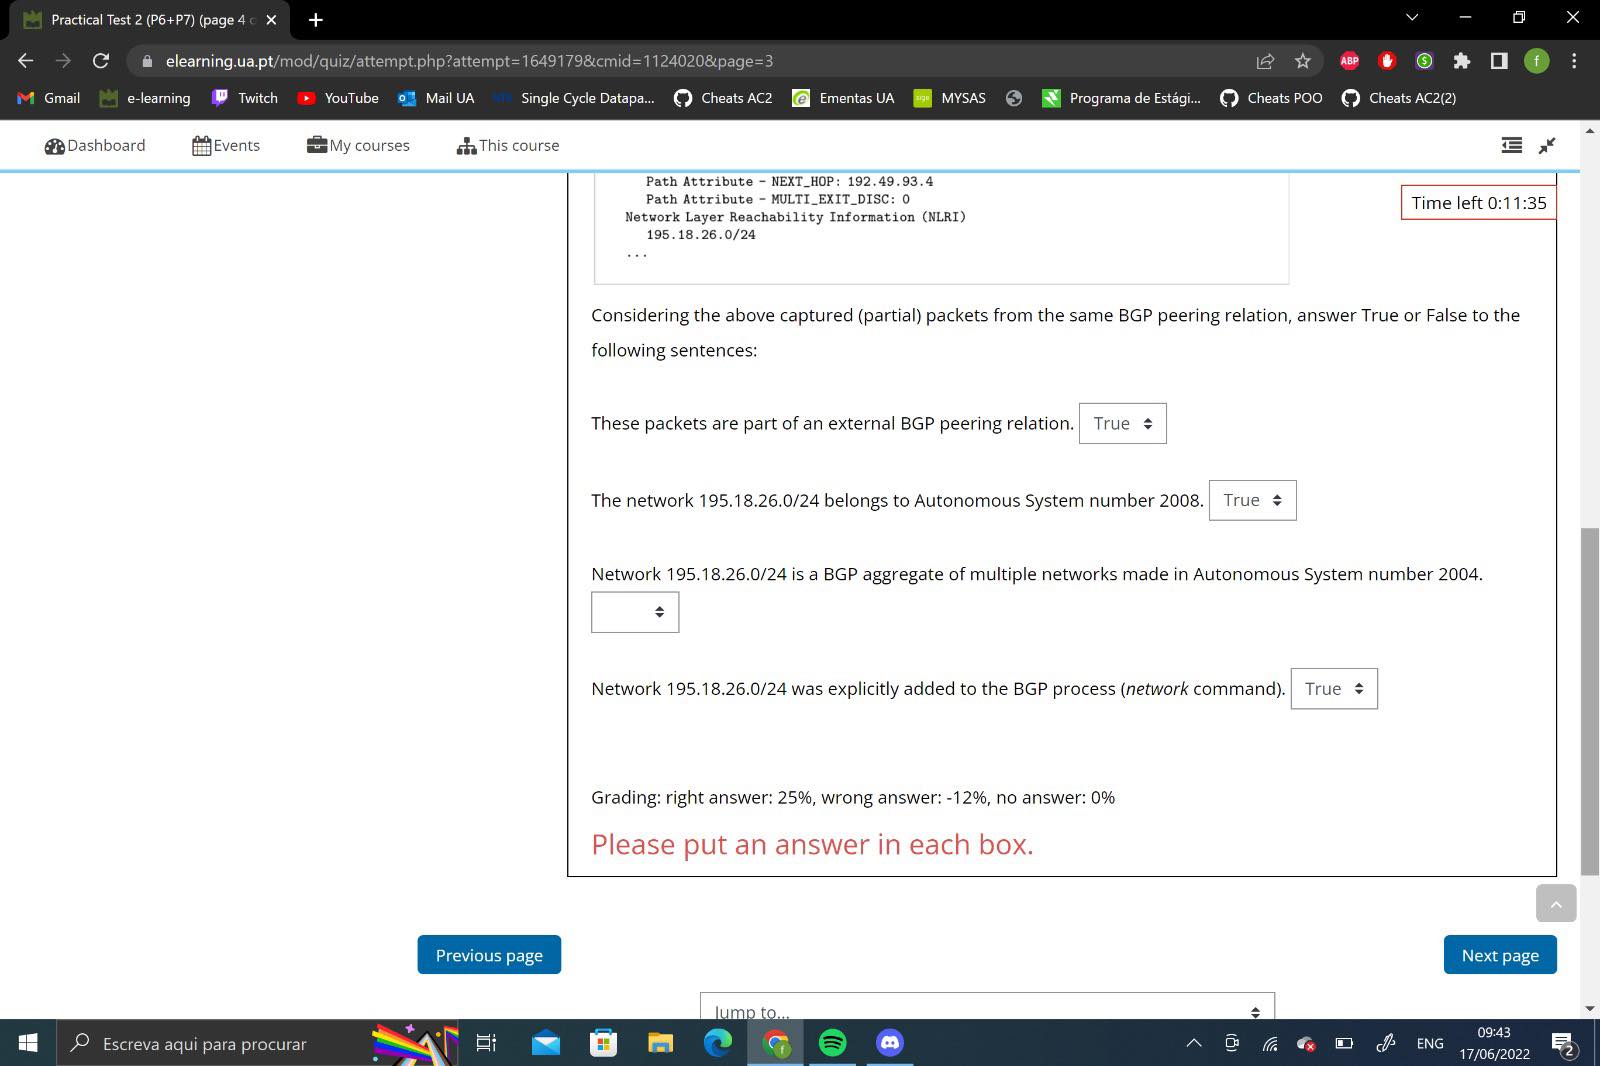 Practical Test 2 (P6+P7) (page 4
elearning.ua.pt/mod/quiz/attempt.php?attempt=1649179&cmid=1124020&page=3
ABP
f
Gmail
e-learning
Twitch
YouTube
Mail UA
Single Cycle Datapa...
Cheats AC2
Ementas UA
MYSAS
Programa de Estági...
Cheats POO
Cheats AC2(2)
Dashboard
Events
My courses
This course
Path Attribute - NEXT_HOP: 192.49.93.4
Path Attribute - MULTI_EXIT_DISC: 0
Network Layer Reachability Information (NLRI)
195.18.26.0/24
...
Time left 0:11:35
Considering the above captured (partial) packets from the same BGP peering relation, answer True or False to the
following sentences:
These packets are part of an external BGP peering relation. True
The network 195.18.26.0/24 belongs to Autonomous System number 2008. True
Network 195.18.26.0/24 is a BGP aggregate of multiple networks made in Autonomous System number 2004.
Network 195.18.26.0/24 was explicitly added to the BGP process (network command). True
Grading: right answer: 25%, wrong answer: -12%, no answer: 0%
Please put an answer in each box.
Previous page
Next page
Jump to...
Escreva aqui para procurar
ENG
09:43
17/06/2022
2